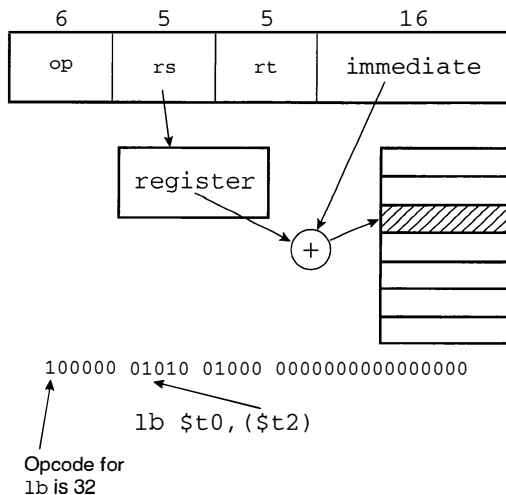 6 5 5 16
op rs rt immediate
register
+
100000 01010 01000 0000000000000000
lb $t0,($t2)
Opcode for
lb is 32